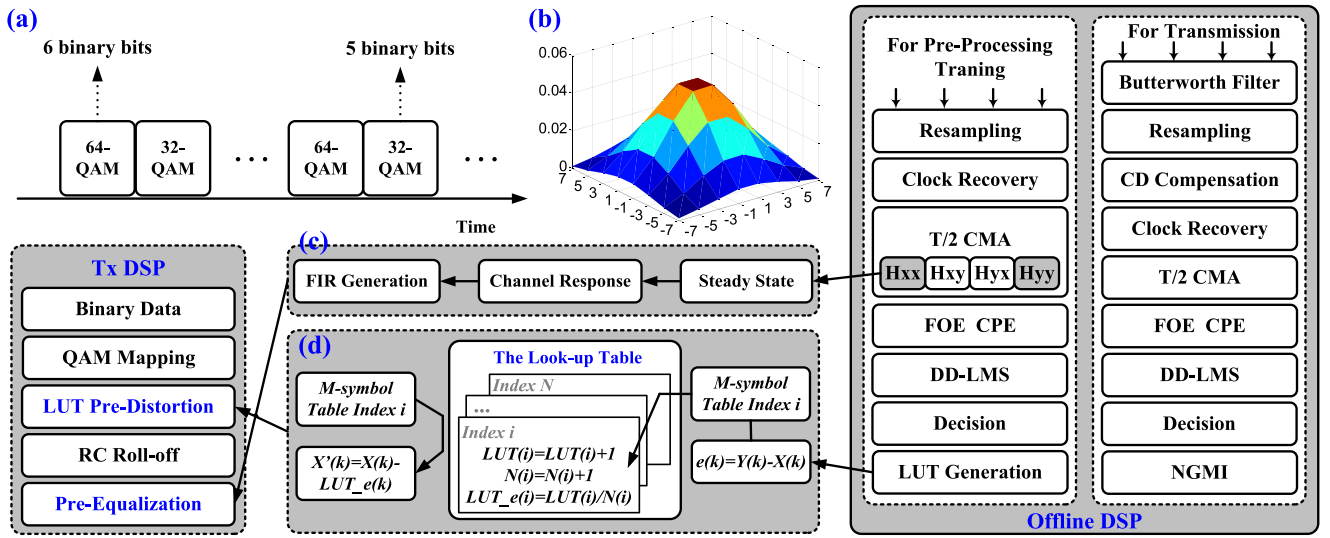 (a)
6 binary bits
5 binary bits
64-
QAM
32-
QAM
...
64-
QAM
32-
QAM
...
Time
(b)
0.06
0.04
0.02
0
7
5
3
1
-1
-3
-5
-7
-7
-5
-3
-1
1
3
5
7
Tx DSP
Binary Data
QAM Mapping
LUT Pre-Distortion
RC Roll-off
Pre-Equalization
(c)
FIR Generation
Channel Response
Steady State
(d)
M-symbol
Table Index i
X'(k)=X(k)-
LUT_e(k)
The Look-up Table
Index N
...
Index i
LUT(i)=LUT(i)+1
N(i)=N(i)+1
LUT_e(i)=LUT(i)/N(i)
M-symbol
Table Index i
e(k)=Y(k)-X(k)
For Pre-Processing
Traning
Resampling
Clock Recovery
T/2 CMA
Hxx Hxy Hyx Hyy
FOE CPE
DD-LMS
Decision
LUT Generation
For Transmission
Butterworth Filter
Resampling
CD Compensation
Clock Recovery
T/2 CMA
FOE CPE
DD-LMS
Decision
NGMI
Offline DSP